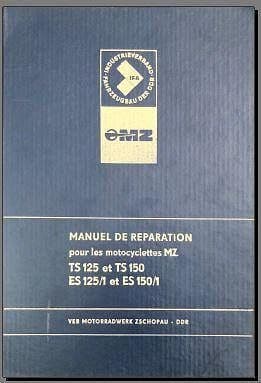 INDUSTRIEVERBAND
FAHRZEUGBAU DER DDR
IFA
MZ
MANUEL DE REPARATION
pour les motocyclettes MZ
TS 125 et TS 150
ES 125/1 et ES 150/1
VEB MOTORRADWERK ZSCHOPAU - DDR